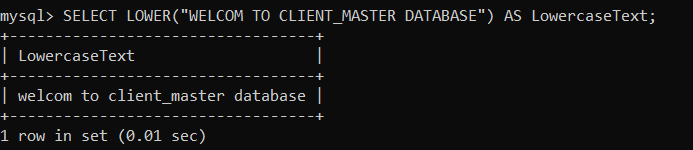 mysql> SELECT LOWER("WELCOM TO CLIENT_MASTER DATABASE") AS LowercaseText;
+---------------------------------+
| LowercaseText                   |
+---------------------------------+
| welcom to client_master database |
+---------------------------------+
1 row in set (0.01 sec)